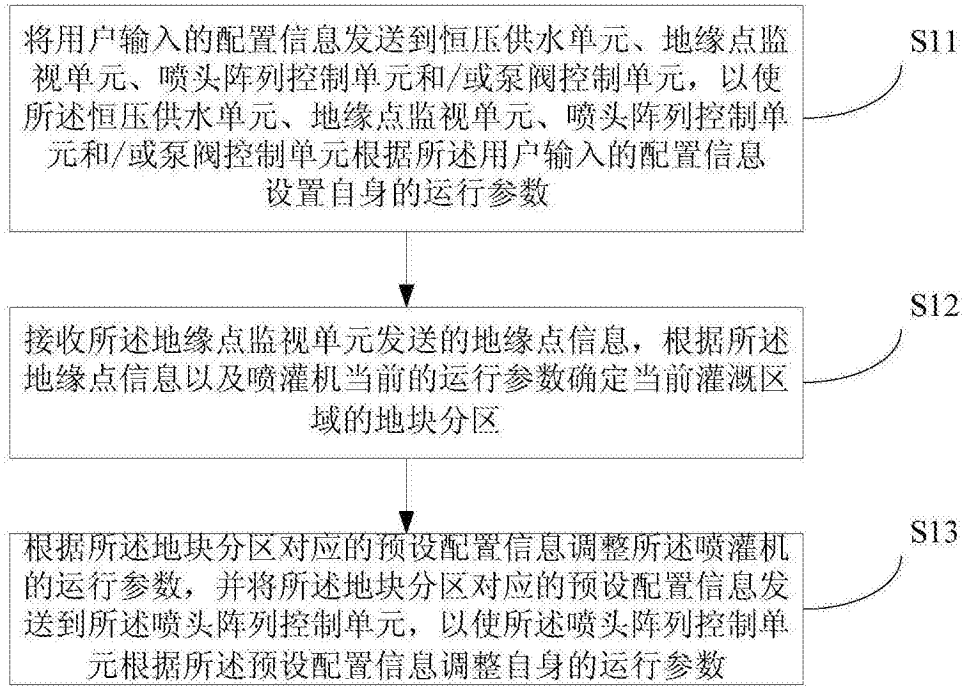 将用户输入的配置信息发送到恒压供水单元、地缘点监
视单元、喷头阵列控制单元和/或泵阀控制单元，以使
所述恒压供水单元、地缘点监视单元、喷头阵列控制单
元和/或泵阀控制单元根据所述用户输入的配置信息
设置自身的运行参数
S11
接收所述地缘点监视单元发送的地缘点信息，根据所述
地缘点信息以及喷灌机当前的运行参数确定当前灌溉区
域的地块分区
S12
根据所述地块分区对应的预设配置信息调整所述喷灌机
的运行参数，并将所述地块分区对应的预设配置信息发
送到所述喷头阵列控制单元，以使所述喷头阵列控制单
元根据所述预设配置信息调整自身的运行参数
S13